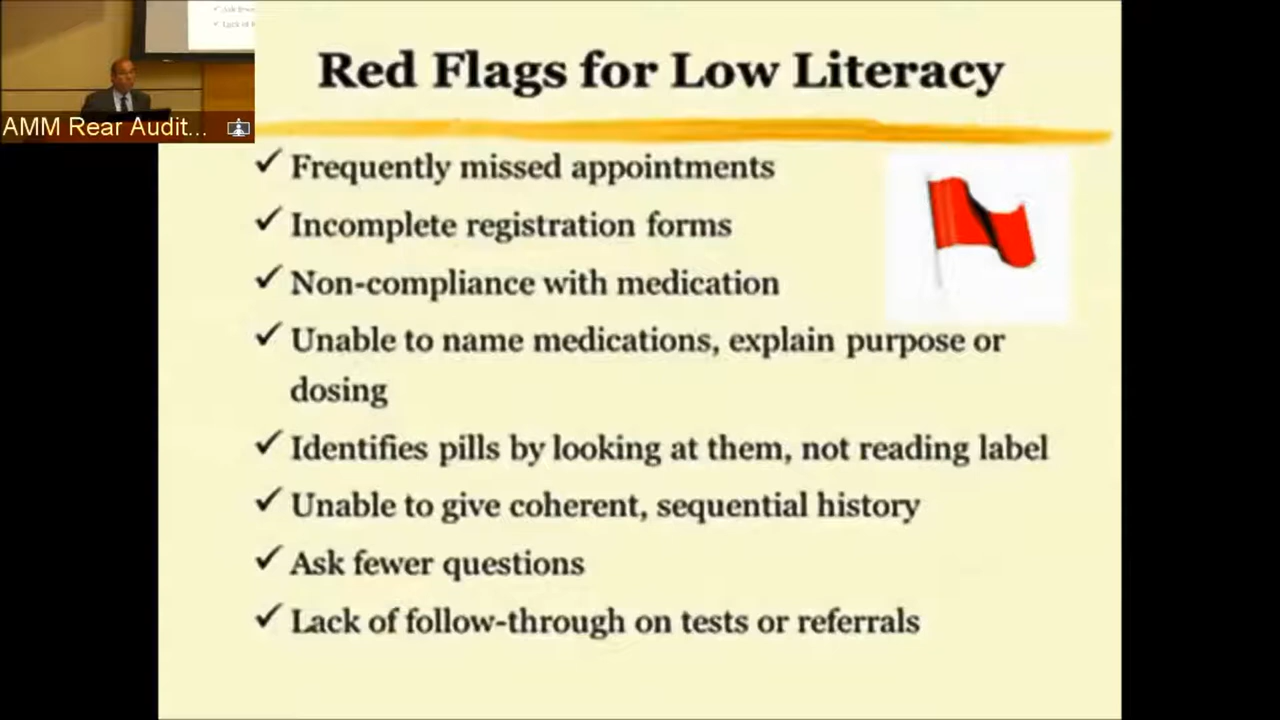 Red Flags for Low Literacy
AMM Rear Audit...
Frequently missed appointments
Incomplete registration forms
Non-compliance with medication
Unable to name medications, explain purpose or
dosing
Identifies pills by looking at them, not reading label
Unable to give coherent, sequential history
Ask fewer questions
Lack of follow-through on tests or referrals